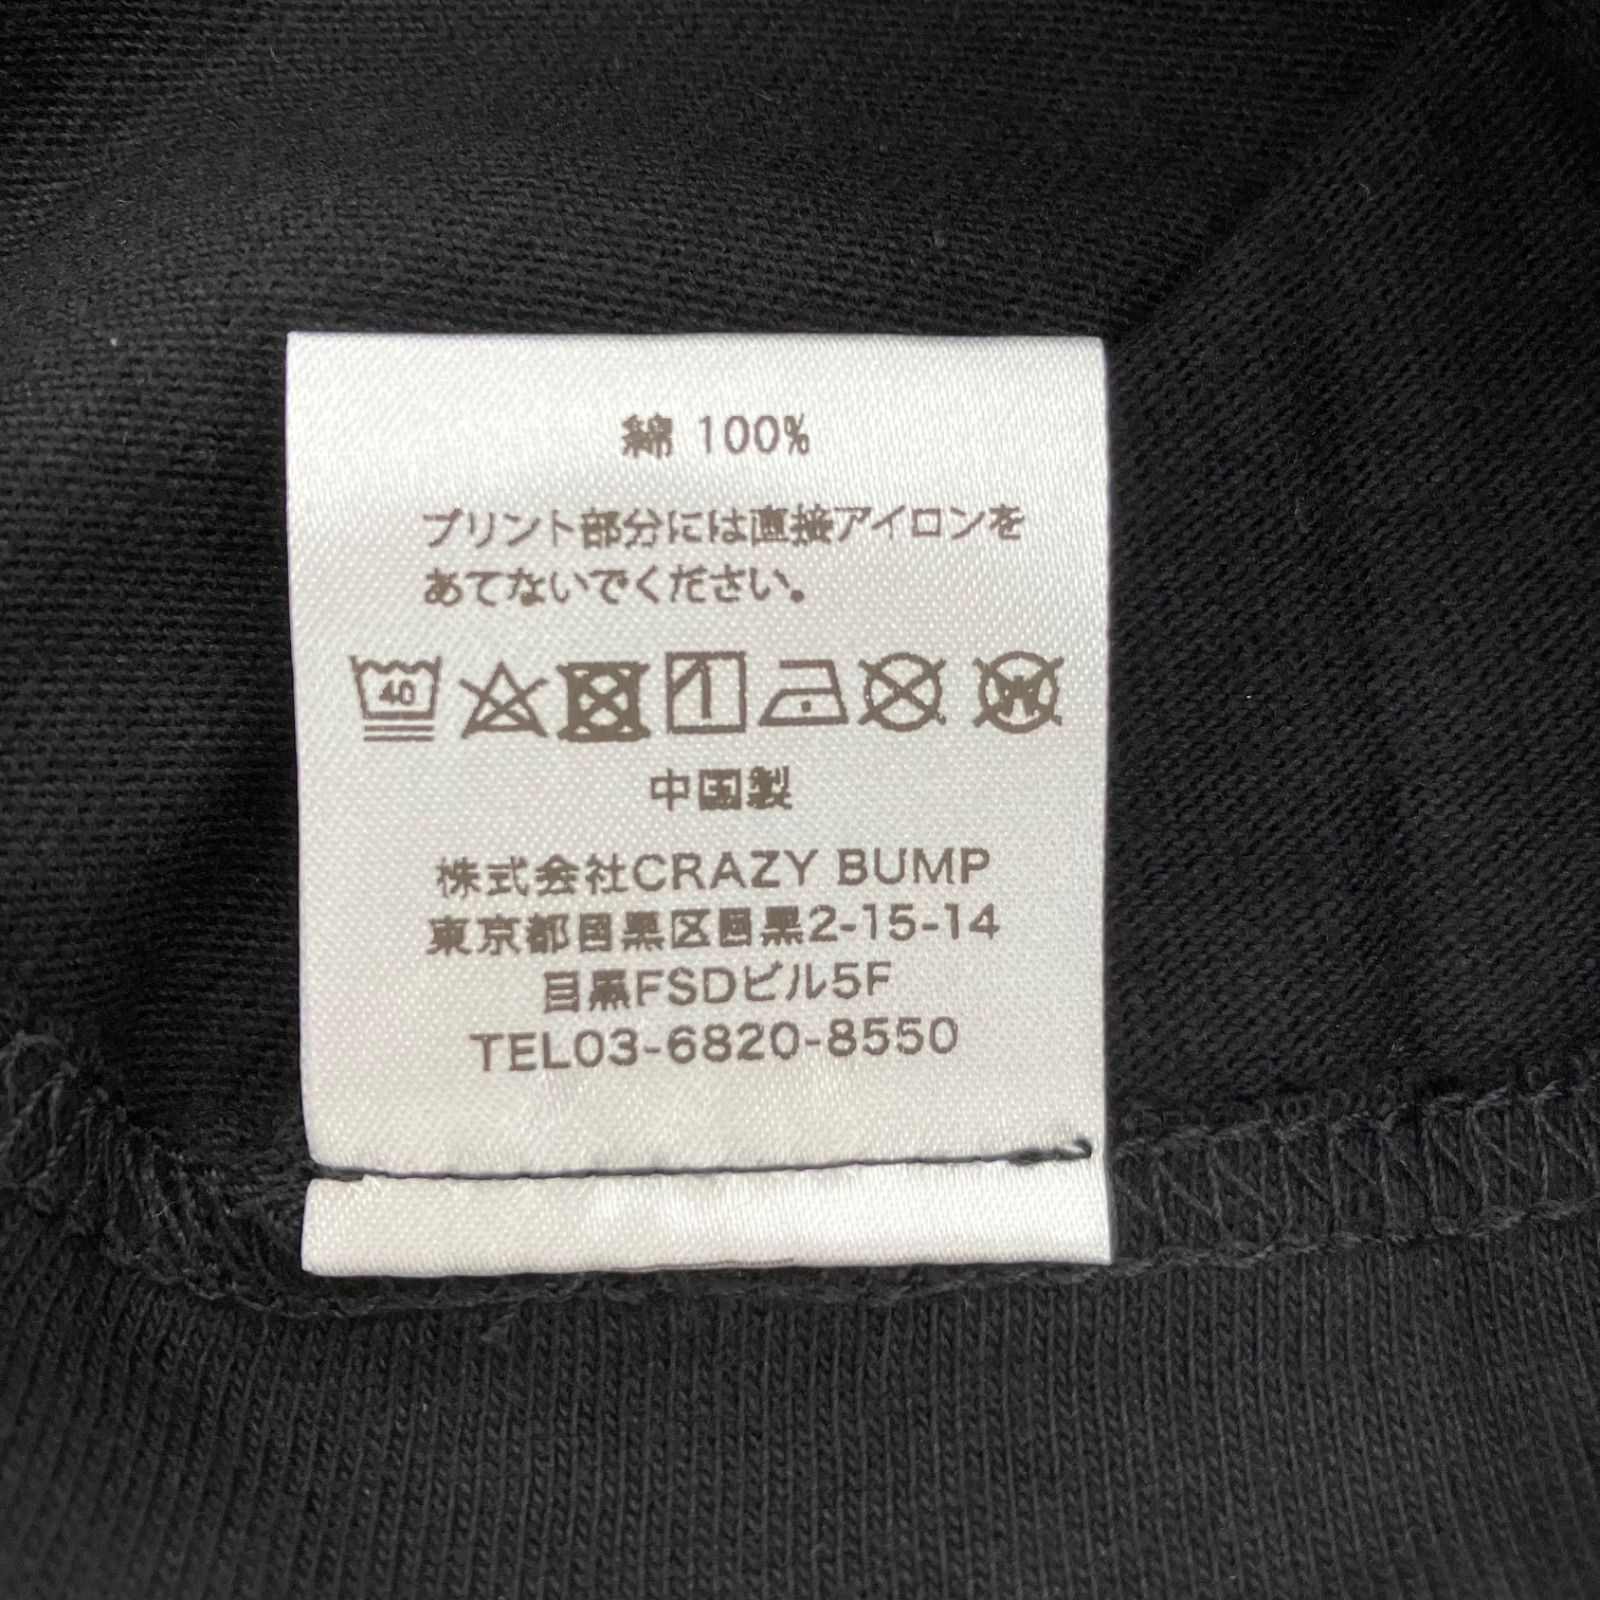 綿 100%
プリント部分には直接アイロンを
あてないでください。
40 W
中国製
株式会社CRAZY BUMP
東京都目黒区目黒2-15-14
目黒FSDビル5F
TEL03-6820-8550